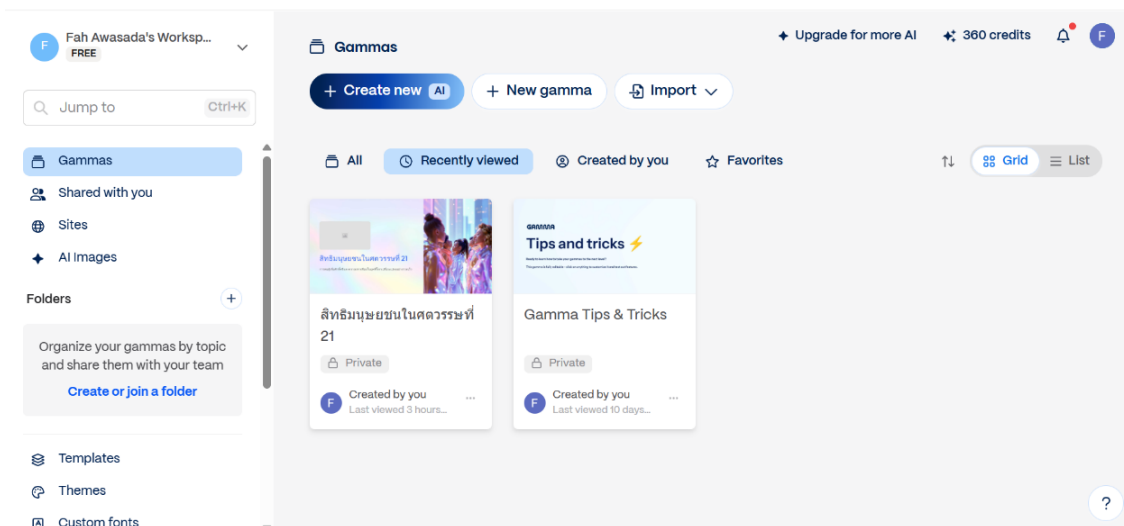 F
Fah Awasada's Worksp...
FREE
Jump to
Ctrl+K
Gammas
Shared with you
Sites
AI Images
Folders
+
Organize your gammas by topic
and share them with your team
Create or join a folder
Templates
Themes
Custom fonts
Gammas
Upgrade for more AI
360 credits
F
+ Create new AI
+ New gamma
Import
All
Recently viewed
Created by you
Favorites
Grid
List
สิทธิมนุษยชนในศตวรรษที่ 21
สิทธิมนุษยชนในศตวรรษที่
21
Private
F
Created by you
Last viewed 3 hours...
...
GAMMA
Tips and tricks ⚡
Gamma Tips & Tricks
Private
F
Created by you
Last viewed 10 days...
...
?